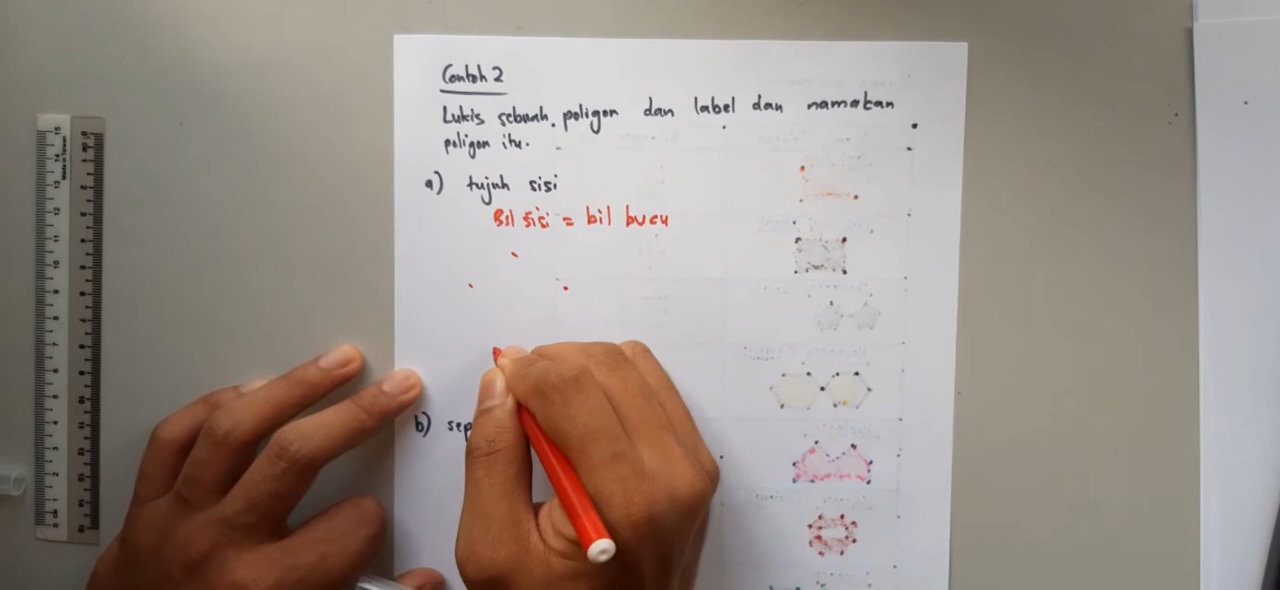 Contoh 2
Lukis sebuah poligon dan label dan namakan
poligon itu.
a) tujuh sisi
Bil sisi = bil bucu
b) sep